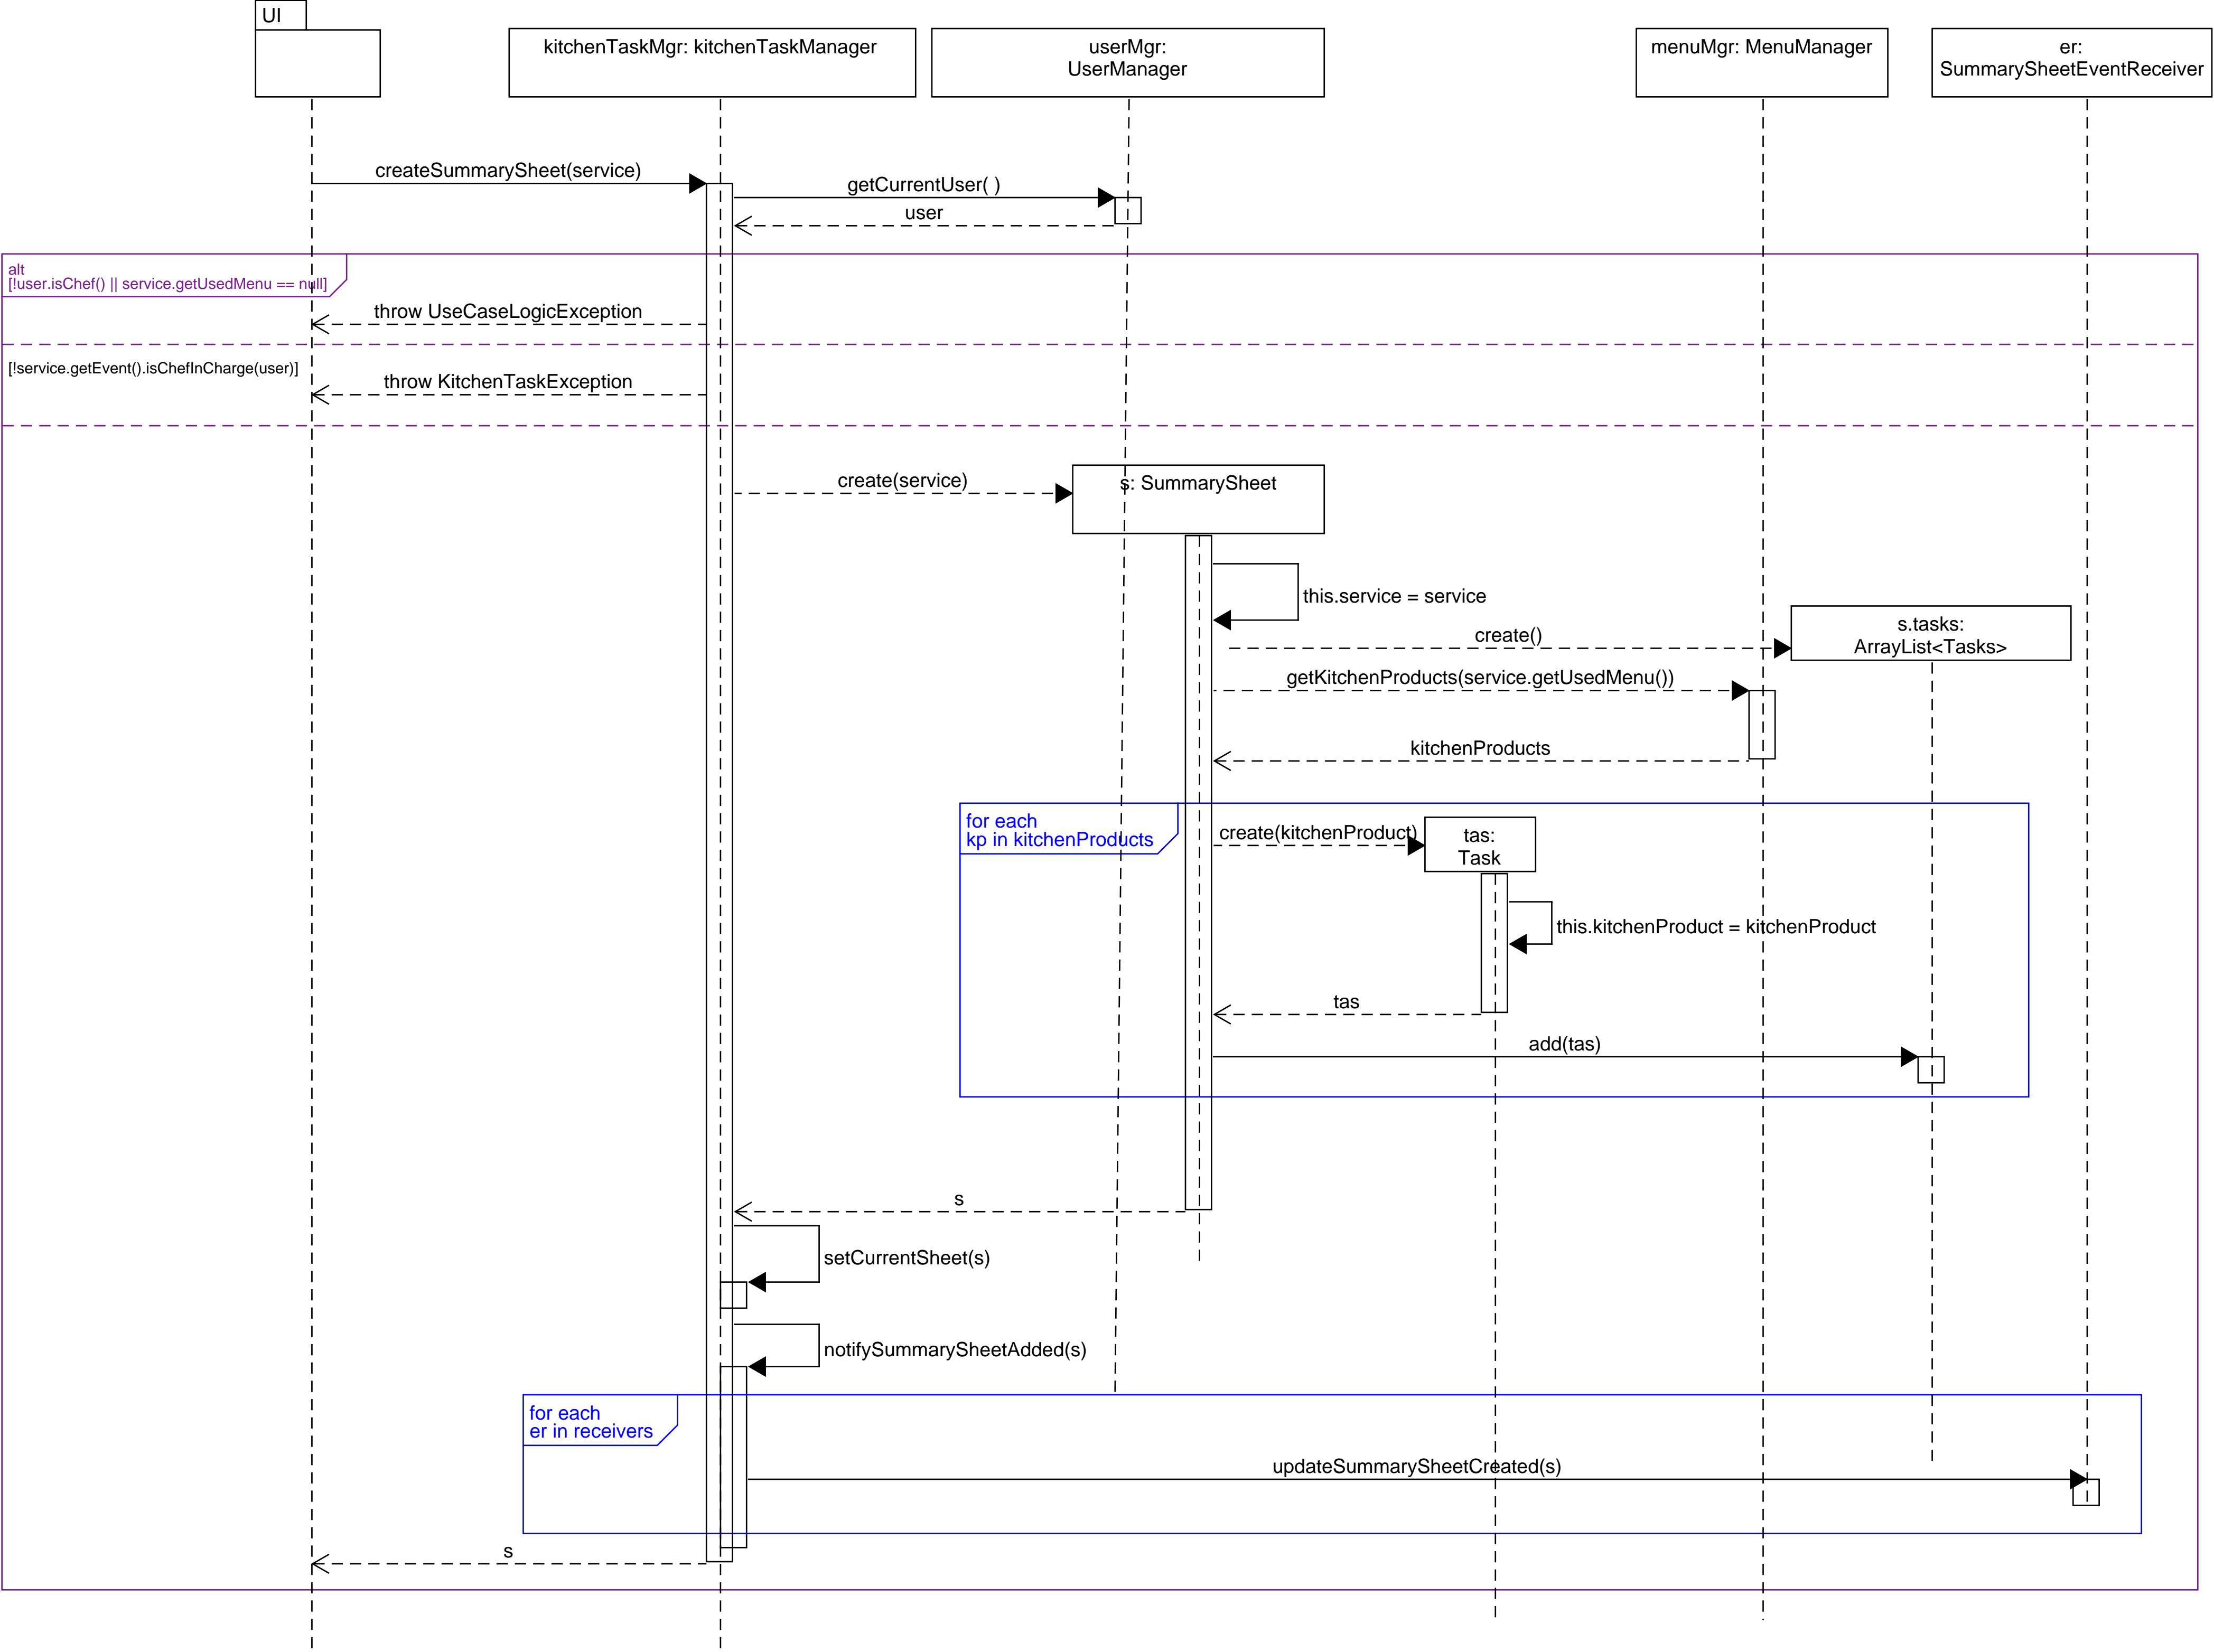 UI
kitchenTaskMgr: kitchenTaskManager
userMgr:
UserManager
menuMgr: MenuManager
er:
SummarySheetEventReceiver
createSummarySheet(service)
getCurrentUser( )
user
alt
[!user.isChef() || service.getUsedMenu == null]
throw UseCaseLogicException
[!service.getEvent().isChefInCharge(user)]
throw KitchenTaskException
create(service)
s: SummarySheet
this.service = service
s.tasks:
ArrayList<Tasks>
create()
getKitchenProducts(service.getUsedMenu())
kitchenProducts
for each
kp in kitchenProducts
create(kitchenProduct)
tas:
Task
this.kitchenProduct = kitchenProduct
tas
add(tas)
s
setCurrentSheet(s)
notifySummarySheetAdded(s)
for each
er in receivers
updateSummarySheetCreated(s)
s